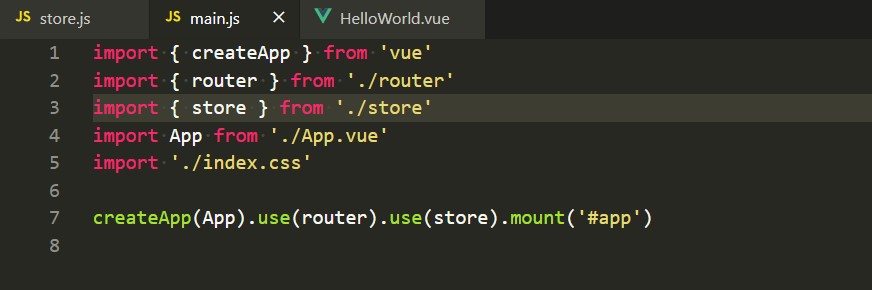 JS store.js JS main.js × HelloWorld.vue
1 import { createApp } from 'vue'
2 import { router } from './router'
3 import { store } from './store'
4 import App from './App.vue'
5 import './index.css'
6
7 createApp(App).use(router).use(store).mount('#app')
8